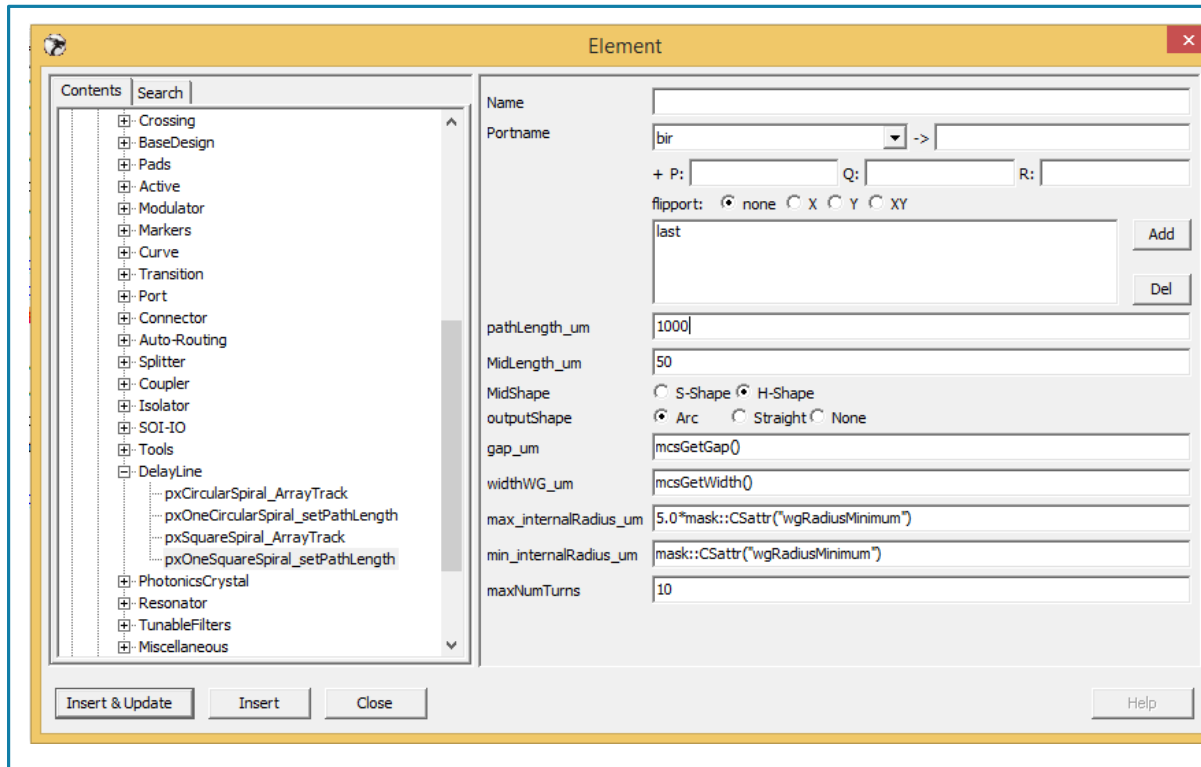 Element
Contents Search
Crossing
BaseDesign
Pads
Active
Modulator
Markers
Curve
Transition
Port
Connector
Auto-Routing
Splitter
Coupler
Isolator
SOI-IO
Tools
DelayLine
pxCircularSpiral_ArrayTrack
pxOneCircularSpiral_setPathLength
pxSquareSpiral_ArrayTrack
pxOneSquareSpiral_setPathLength
PhotonicsCrystal
Resonator
TunableFilters
Miscellaneous
Name
Portname bir ->
+ P: Q: R:
flipport: none X Y XY
last
Add
Del
pathLength_um 1000
MidLength_um 50
MidShape S-Shape H-Shape
outputShape Arc Straight None
gap_um mcsGetGap()
widthWG_um mcsGetWidth()
max_internalRadius_um 5.0*mask::CSattr("wgRadiusMinimum")
min_internalRadius_um mask::CSattr("wgRadiusMinimum")
maxNumTurns 10
Insert & Update Insert Close Help